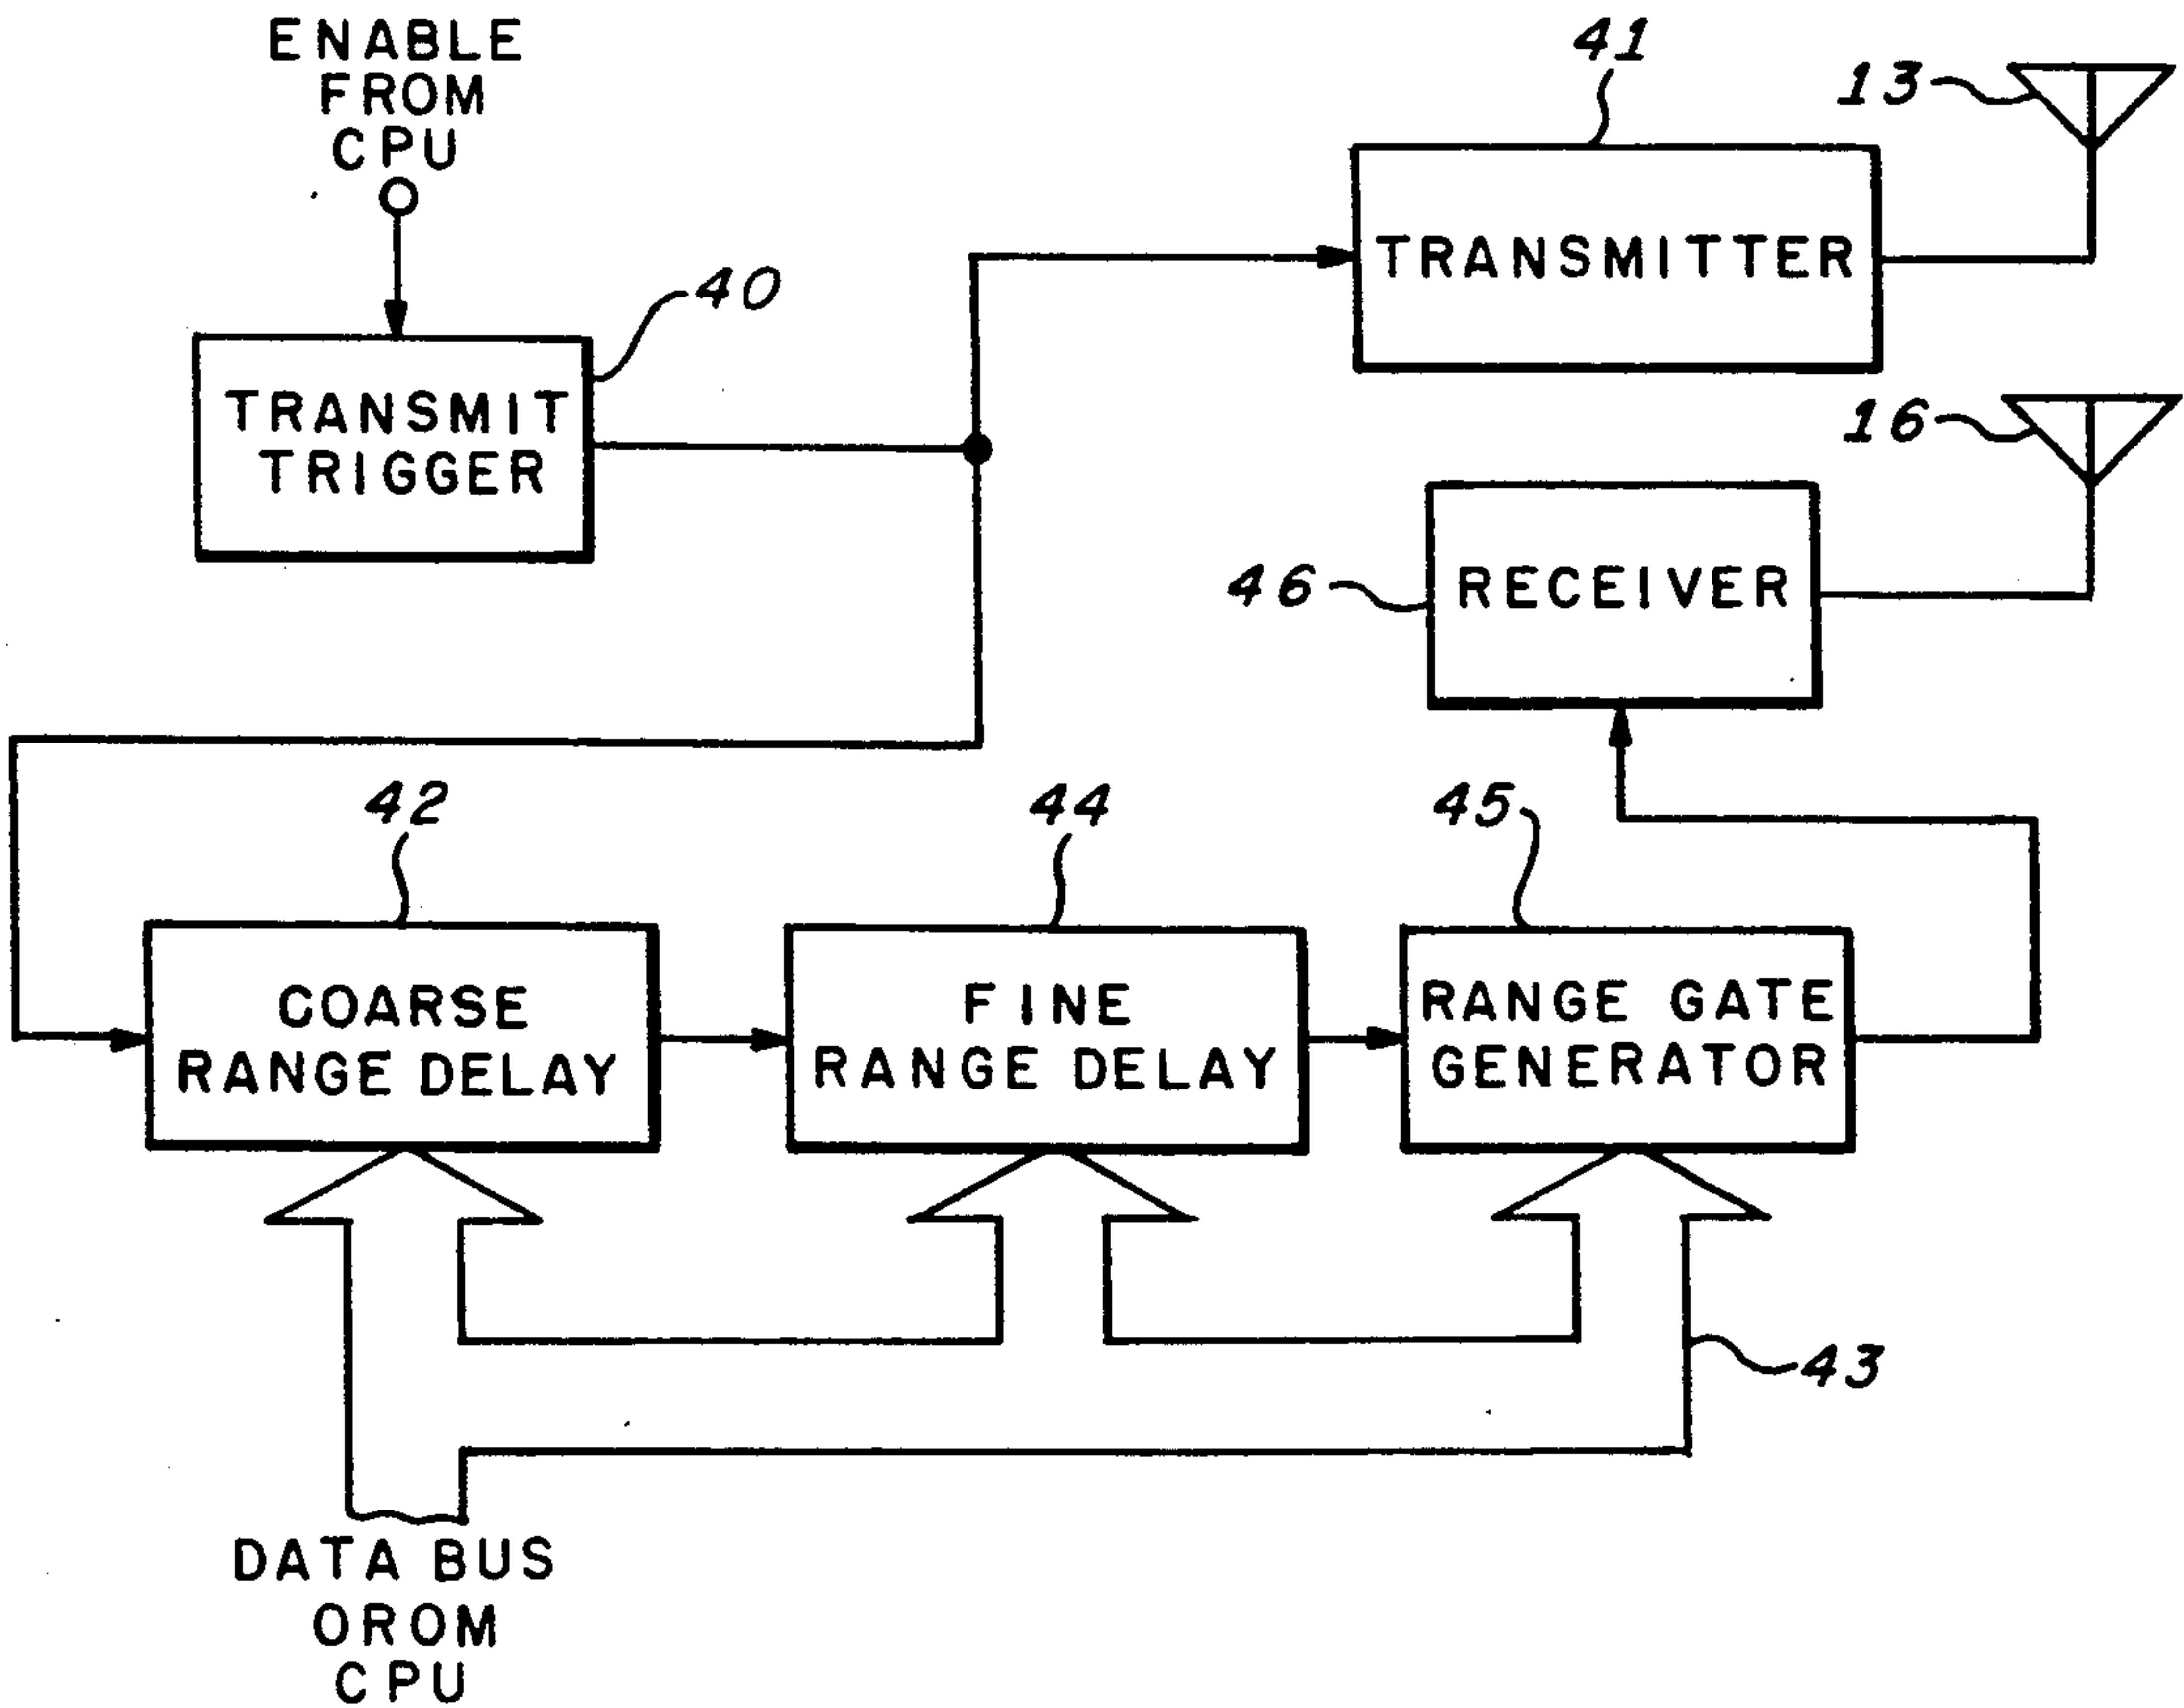 ENABLE
FROM
CPU
41
13
TRANSMITTER
40
TRANSMIT
TRIGGER
16
RECEIVER
46
42
44
45
COARSE
RANGE DELAY
FINE
RANGE DELAY
RANGE GATE
GENERATOR
43
DATA BUS
OROM
CPU